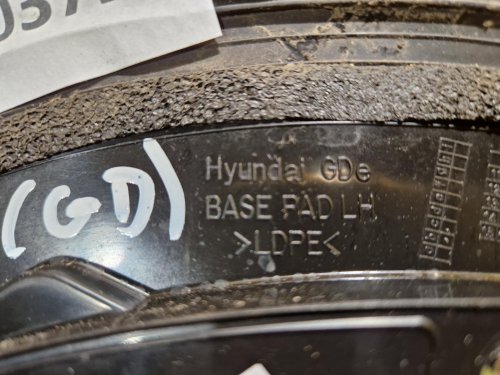 (GD)
Hyundai GDe
BASE PAD LH
>LDPE<